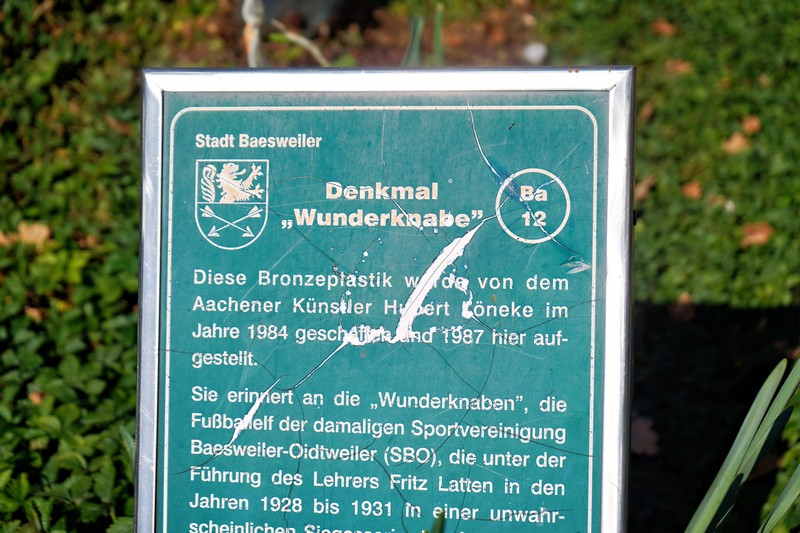 Stadt Baesweiler
Denkmal
„Wunderknabe”
Ba
12
Diese Bronzeplastik wurde von dem
Aachener Künstler Hubert Löneke im
Jahre 1984 geschaffen und 1987 hier auf-
gestellt.
Sie erinnert an die „Wunderknaben”, die
Fußballelf der damaligen Sportvereinigung
Baesweiler-Oidtweiler (SBO), die unter der
Führung des Lehrers Fritz Latten in den
Jahren 1928 bis 1931 in einer unwahr-
scheinlichen Siegesserie